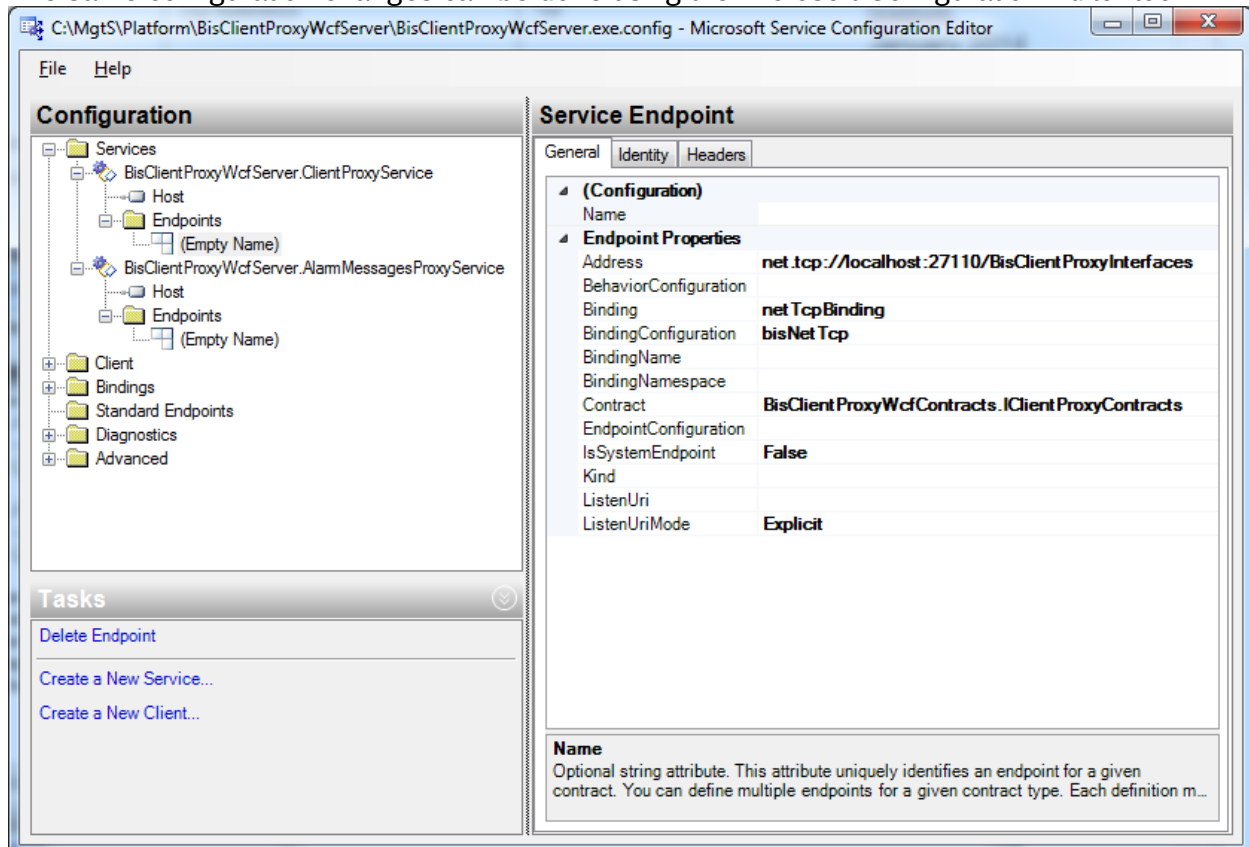 C:\MgtS\Platform\BisClientProxyWcfServer\BisClientProxyWcfServer.exe.config - Microsoft Service Configuration Editor
File Help
Configuration
Services
BisClientProxyWcfServer.ClientProxyService
Host
Endpoints
(Empty Name)
BisClientProxyWcfServer.AlarmMessagesProxyService
Host
Endpoints
(Empty Name)
Client
Bindings
Standard Endpoints
Diagnostics
Advanced
Tasks
Delete Endpoint
Create a New Service...
Create a New Client...
Service Endpoint
General Identity Headers
(Configuration)
Name
Endpoint Properties
Address net.tcp://localhost:27110/BisClientProxyInterfaces
BehaviorConfiguration
Binding netTcpBinding
BindingConfiguration bisNetTcp
BindingName
BindingNamespace
Contract BisClientProxyWcfContracts.IClientProxyContracts
EndpointConfiguration
IsSystemEndpoint False
Kind
ListenUri
ListenUriMode Explicit
Name
Optional string attribute. This attribute uniquely identifies an endpoint for a given
contract. You can define multiple endpoints for a given contract type. Each definition m...